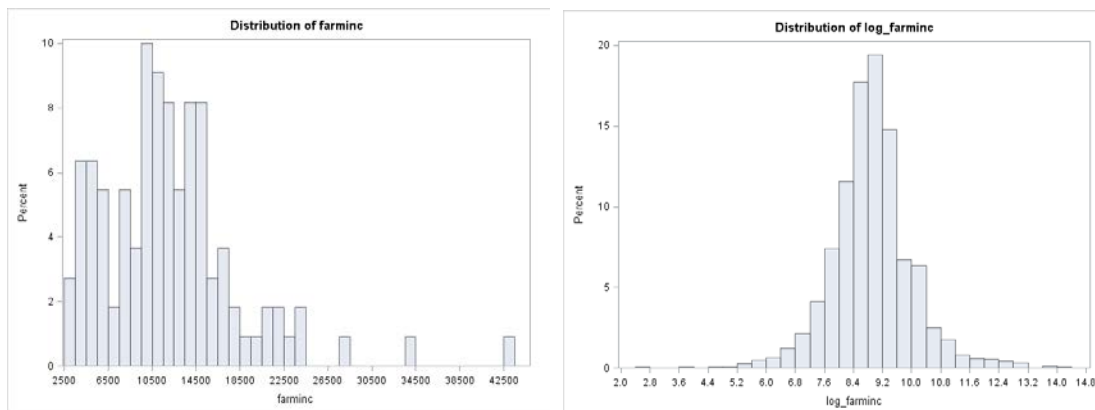 Distribution of farminc
10
8
6
4
2
0
Percent
2500 6500 10500 14500 18500 22500 26500 30500 34500 38500 42500
farminc
Distribution of log_farminc
20
15
10
5
0
Percent
2.0 2.8 3.6 4.4 5.2 6.0 6.8 7.6 8.4 9.2 10.0 10.8 11.6 12.4 13.2 14.0 14.8
log_farminc